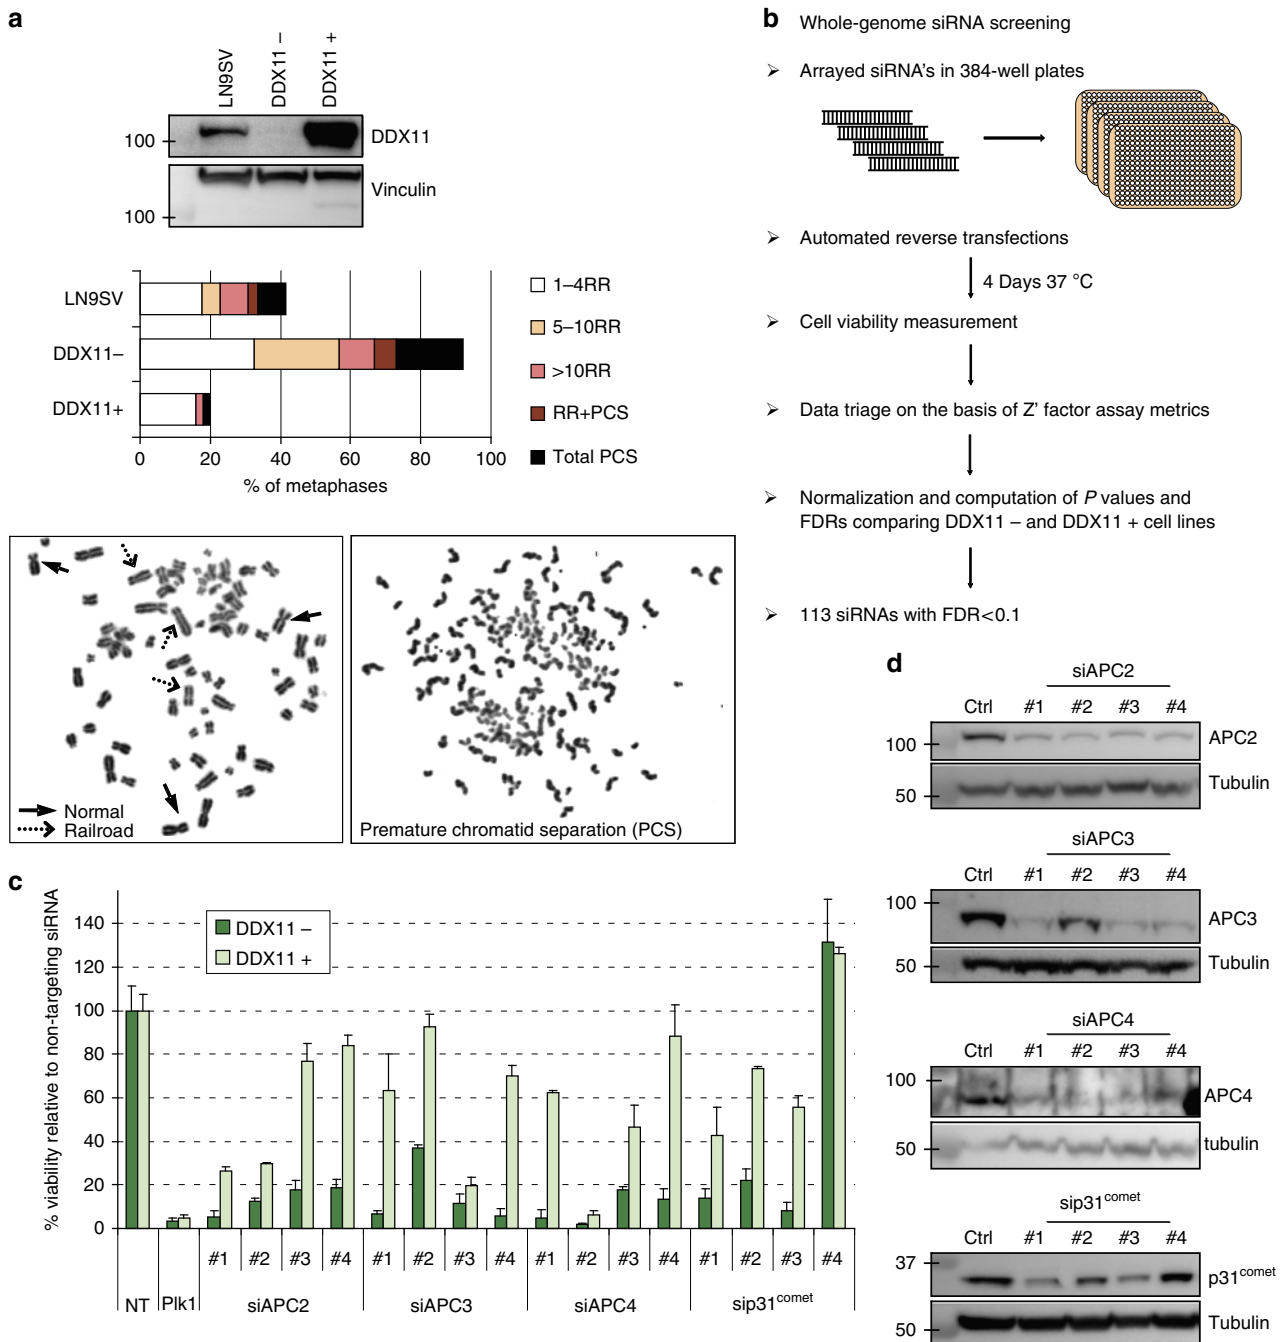 a
LN9SV
DDX11 –
DDX11 +
100
DDX11
Vinculin
100
LN9SV
DDX11–
DDX11+
0 20 40 60 80 100
% of metaphases
1–4RR
5–10RR
>10RR
RR+PCS
Total PCS
Normal
Railroad
Premature chromatid separation (PCS)
b
Whole-genome siRNA screening
➢ Arrayed siRNA's in 384-well plates
➢ Automated reverse transfections
4 Days 37 °C
➢ Cell viability measurement
➢ Data triage on the basis of Z' factor assay metrics
➢ Normalization and computation of P values and
FDRs comparing DDX11 – and DDX11 + cell lines
➢ 113 siRNAs with FDR<0.1
c
% viability relative to non-targeting siRNA
140
120
100
80
60
40
20
0
DDX11 –
DDX11 +
#1 #2 #3 #4 #1 #2 #3 #4 #1 #2 #3 #4 #1 #2 #3 #4
NT Plk1 siAPC2 siAPC3 siAPC4 sip31comet
d
siAPC2
Ctrl #1 #2 #3 #4
100
APC2
50
Tubulin
siAPC3
Ctrl #1 #2 #3 #4
100
APC3
50
Tubulin
siAPC4
Ctrl #1 #2 #3 #4
100
APC4
50
tubulin
sip31comet
Ctrl #1 #2 #3 #4
37
p31comet
50
Tubulin